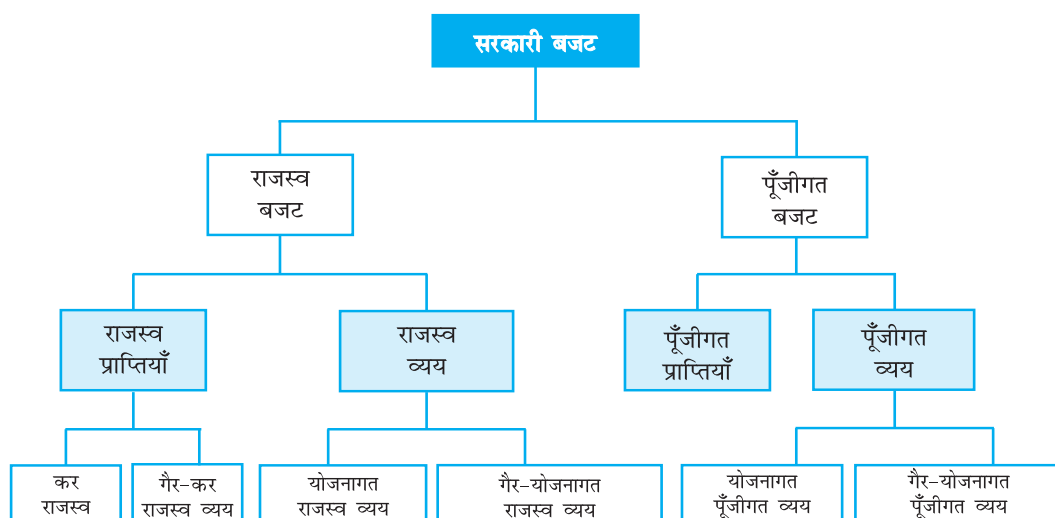 सरकारी बजट
राजस्व
बजट
पूँजीगत
बजट
राजस्व
प्राप्तियाँ
राजस्व
व्यय
पूँजीगत
प्राप्तियाँ
पूँजीगत
व्यय
कर
राजस्व
गैर-कर
राजस्व व्यय
योजनागत
राजस्व व्यय
गैर-योजनागत
राजस्व व्यय
योजनागत
पूँजीगत व्यय
गैर-योजनागत
पूँजीगत व्यय